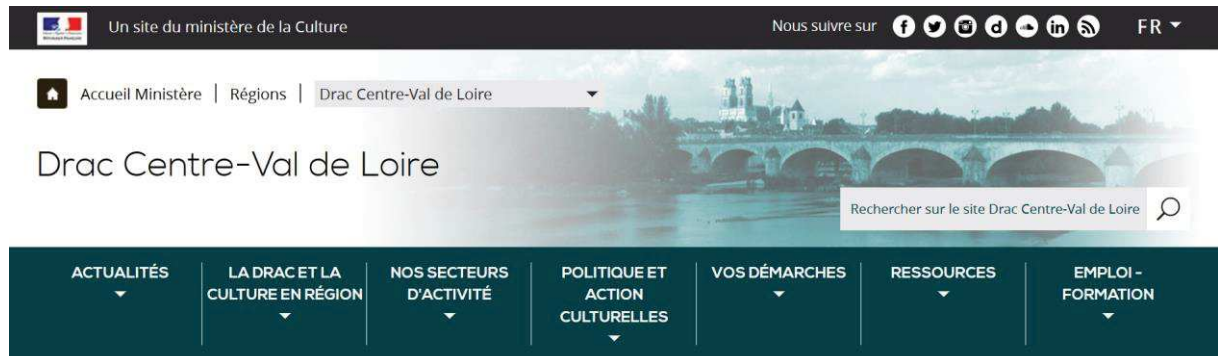 Un site du ministère de la Culture
Nous suivre sur
FR
Accueil Ministère | Régions | Drac Centre-Val de Loire
Drac Centre-Val de Loire
Rechercher sur le site Drac Centre-Val de Loire
ACTUALITÉS
LA DRAC ET LA
CULTURE EN RÉGION
NOS SECTEURS
D'ACTIVITÉ
POLITIQUE ET
ACTION
CULTURELLES
VOS DÉMARCHES
RESSOURCES
EMPLOI -
FORMATION